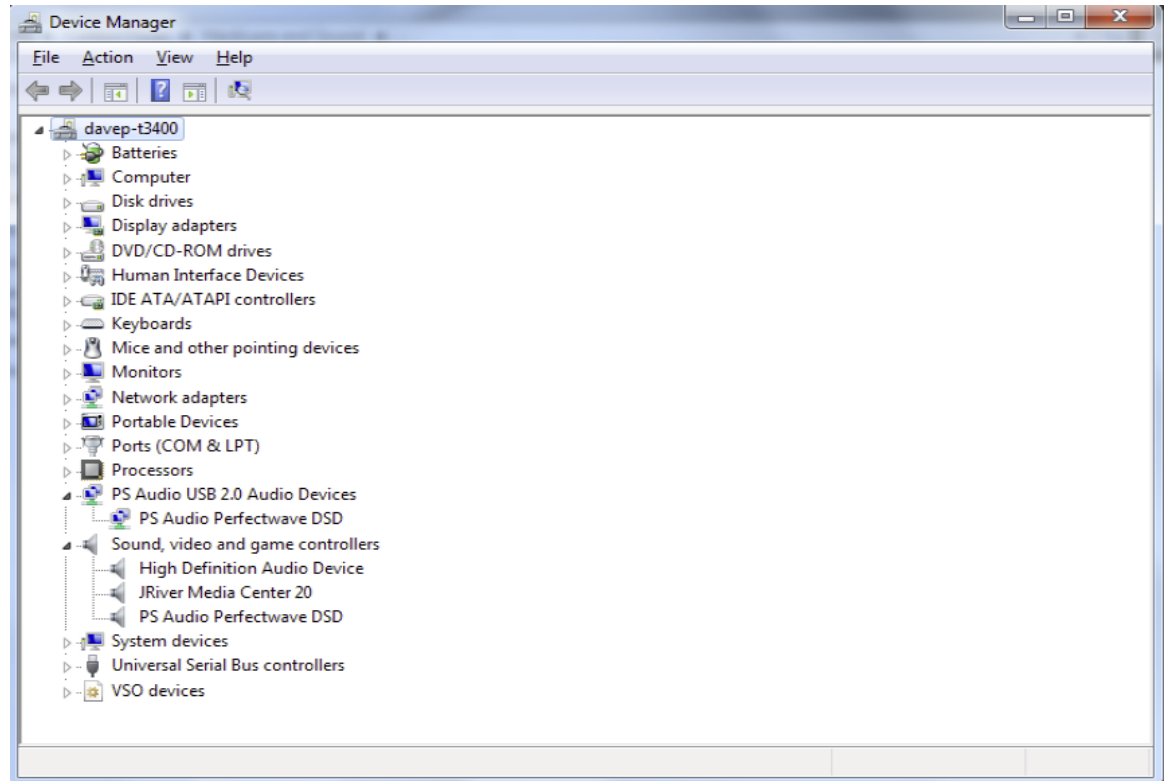 Device Manager
File Action View Help
davep-t3400
Batteries
Computer
Disk drives
Display adapters
DVD/CD-ROM drives
Human Interface Devices
IDE ATA/ATAPI controllers
Keyboards
Mice and other pointing devices
Monitors
Network adapters
Portable Devices
Ports (COM & LPT)
Processors
PS Audio USB 2.0 Audio Devices
PS Audio Perfectwave DSD
Sound, video and game controllers
High Definition Audio Device
JRiver Media Center 20
PS Audio Perfectwave DSD
System devices
Universal Serial Bus controllers
VSO devices